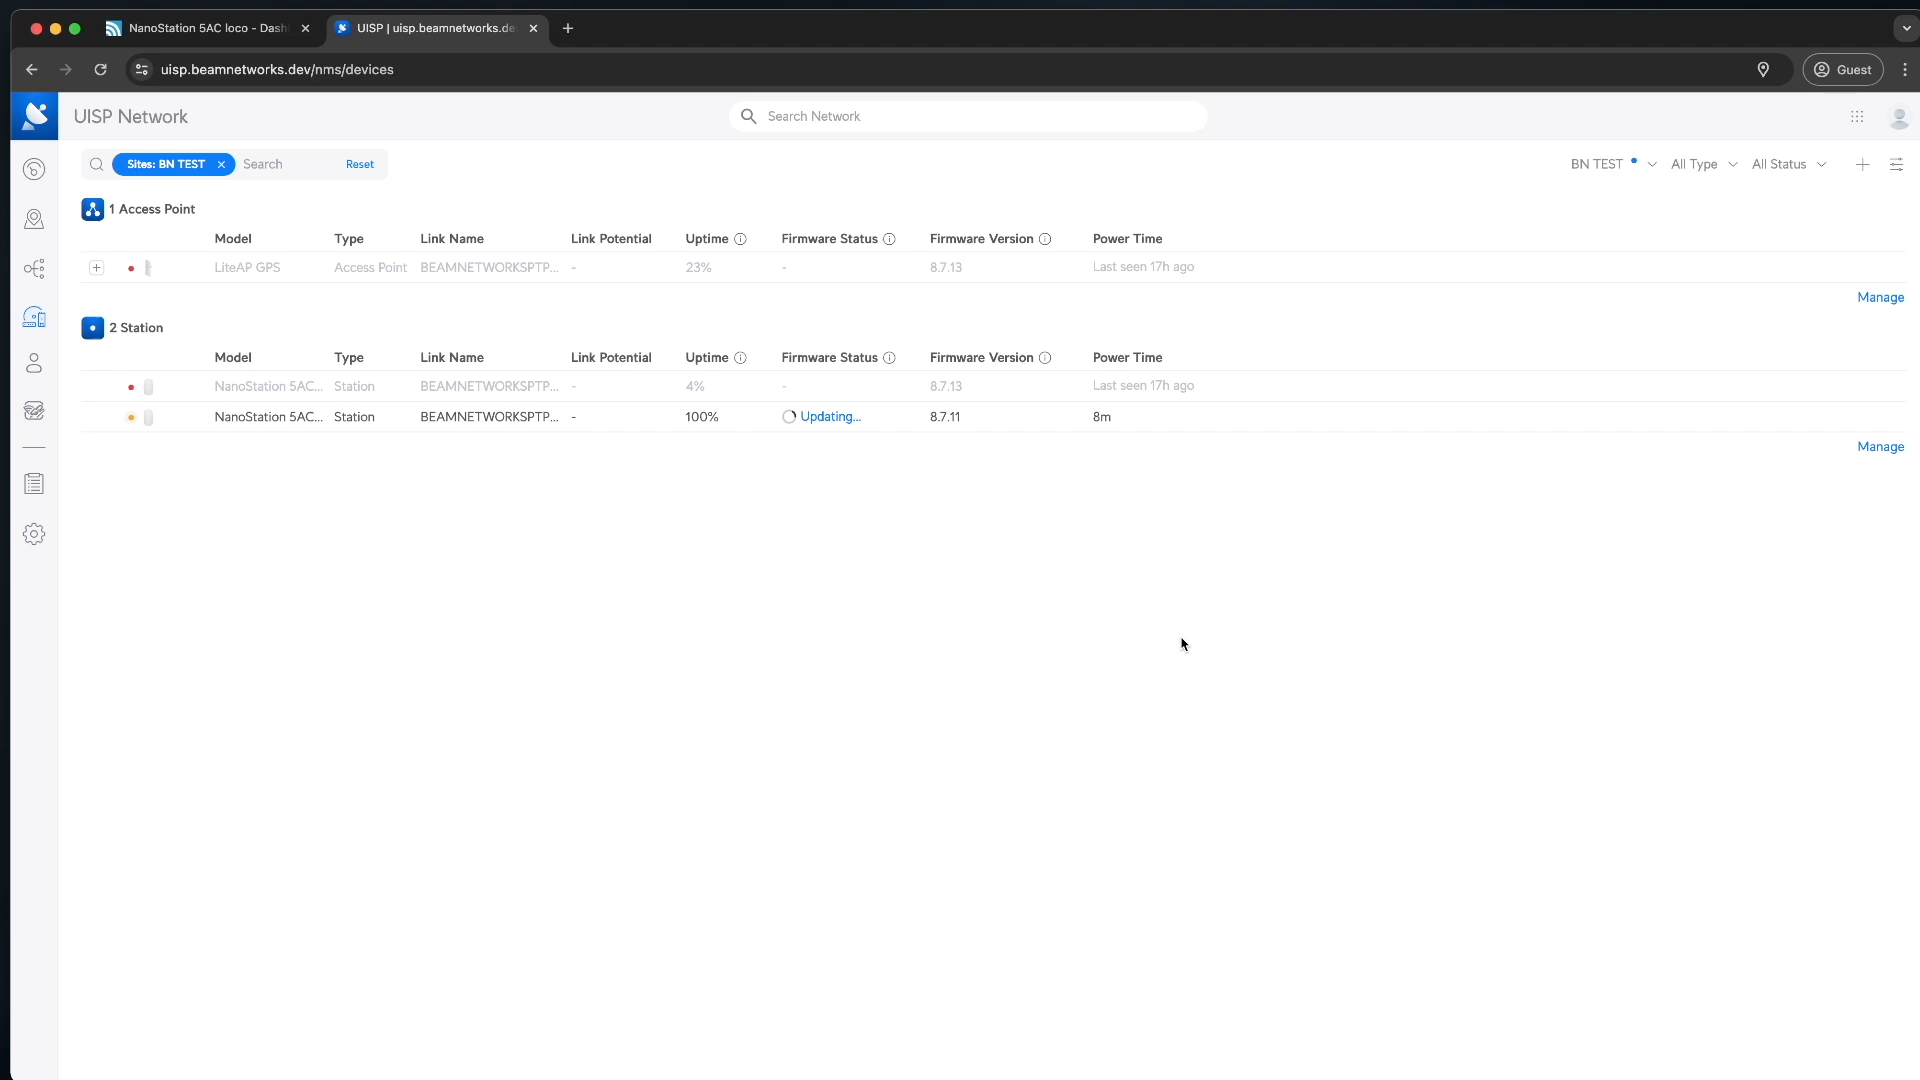 NanoStation 5AC loco - Dash
UISP | uisp.beamnetworks.de
uisp.beamnetworks.dev/nms/devices
Guest
UISP Network
Search Network
Sites: BN TEST
Search
Reset
BN TEST
All Type
All Status
1 Access Point
Model Type Link Name Link Potential Uptime Firmware Status Firmware Version Power Time
LiteAP GPS Access Point BEAMNETWORKSPTP... - 23% - 8.7.13 Last seen 17h ago
Manage
2 Station
Model Type Link Name Link Potential Uptime Firmware Status Firmware Version Power Time
NanoStation 5AC... Station BEAMNETWORKSPTP... - 4% - 8.7.13 Last seen 17h ago
NanoStation 5AC... Station BEAMNETWORKSPTP... - 100% Updating... 8.7.11 8m
Manage